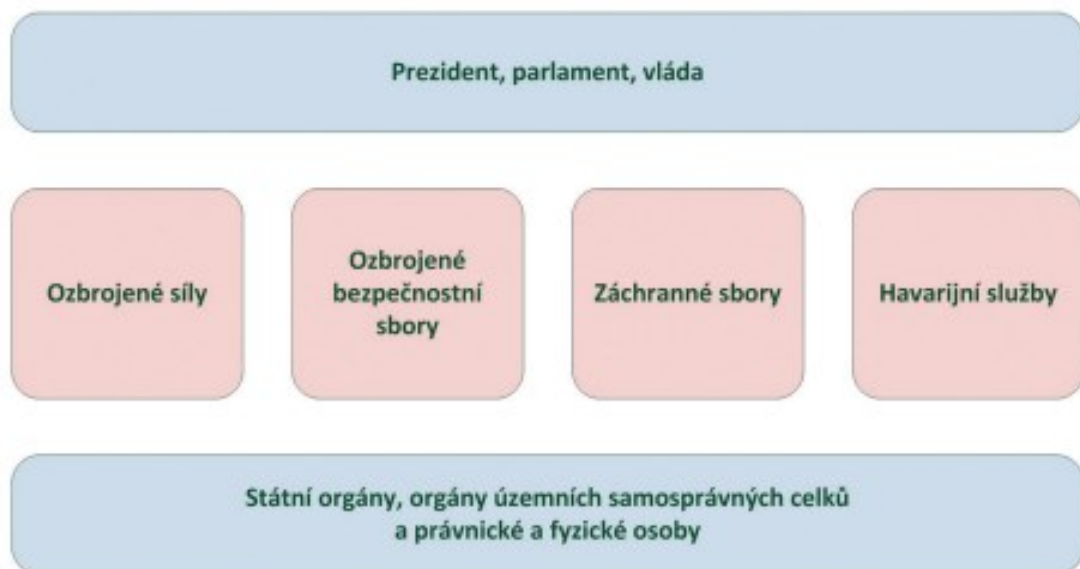 Prezident, parlament, vláda
Ozbrojené síly
Ozbrojené
bezpečnostní
sbory
Záchranné sbory
Havarijní služby
Státní orgány, orgány územních samosprávných celků
a právnické a fyzické osoby